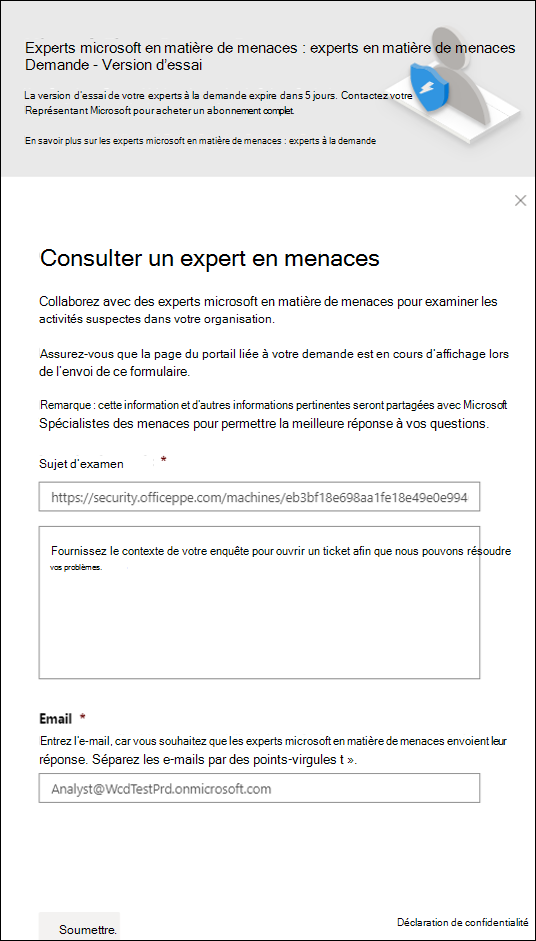 Experts microsoft en matière de menaces : experts en matière de menaces
Demande - Version d'essai
La version d'essai de votre experts à la demande expire dans 5 jours. Contactez votre
Représentant Microsoft pour acheter un abonnement complet.
En savoir plus sur les experts microsoft en matière de menaces : experts à la demande
Consulter un expert en menaces
Collaborez avec des experts microsoft en matière de menaces pour examiner les
activités suspectes dans votre organisation.
Assurez-vous que la page du portail liée à votre demande est en cours d'affichage lors
de l'envoi de ce formulaire.
Remarque : cette information et d'autres informations pertinentes seront partagées avec Microsoft
Spécialistes des menaces pour permettre la meilleure réponse à vos questions.
Sujet d'examen *
https://security.officeppe.com/machines/eb3bf18e698aa1fe18e49e0e994
Fournissez le contexte de votre enquête pour ouvrir un ticket afin que nous pouvons résoudre
vos problèmes.
Email *
Entrez l'e-mail, car vous souhaitez que les experts microsoft en matière de menaces envoient leur
réponse. Séparez les e-mails par des points-virgules t ».
Analyst@WcdTestPrd.onmicrosoft.com
Déclaration de confidentialité
Soumettre.